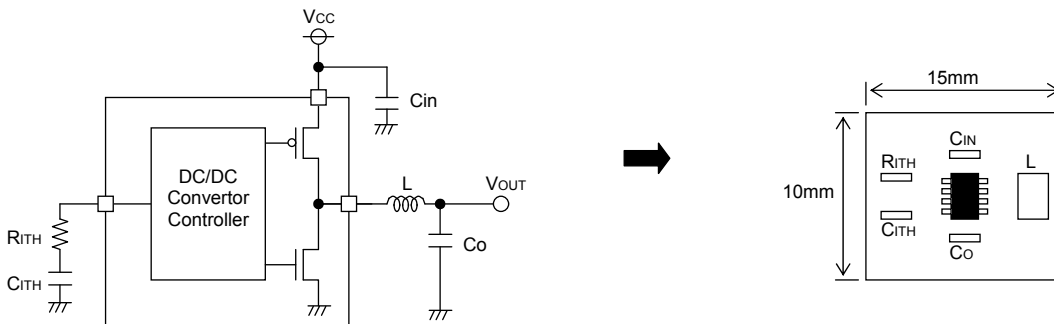 VCC
Cin
DC/DC
Convertor
Controller
L
VOUT
Co
RITH
CITH
15mm
10mm
CIN
RITH
L
CITH
CO